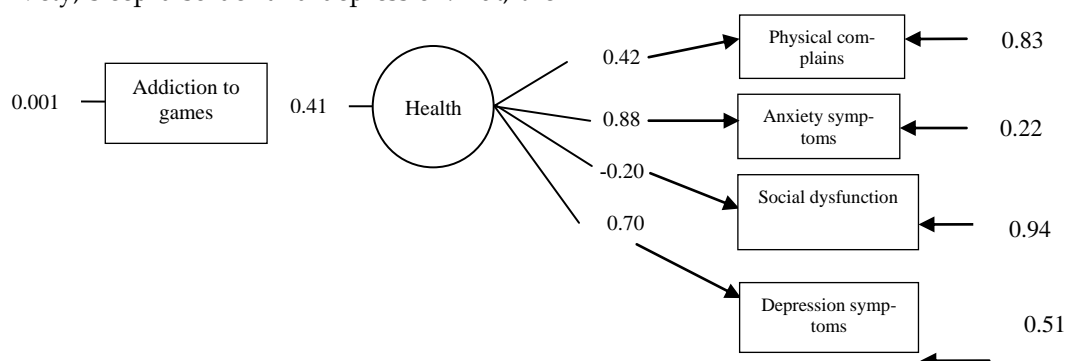 0.001
Addiction to
games
0.41
Health
0.42
0.88
-0.20
0.70
Physical com-
plains
Anxiety symp-
toms
Social dysfunction
Depression symp-
toms
0.83
0.22
0.94
0.51